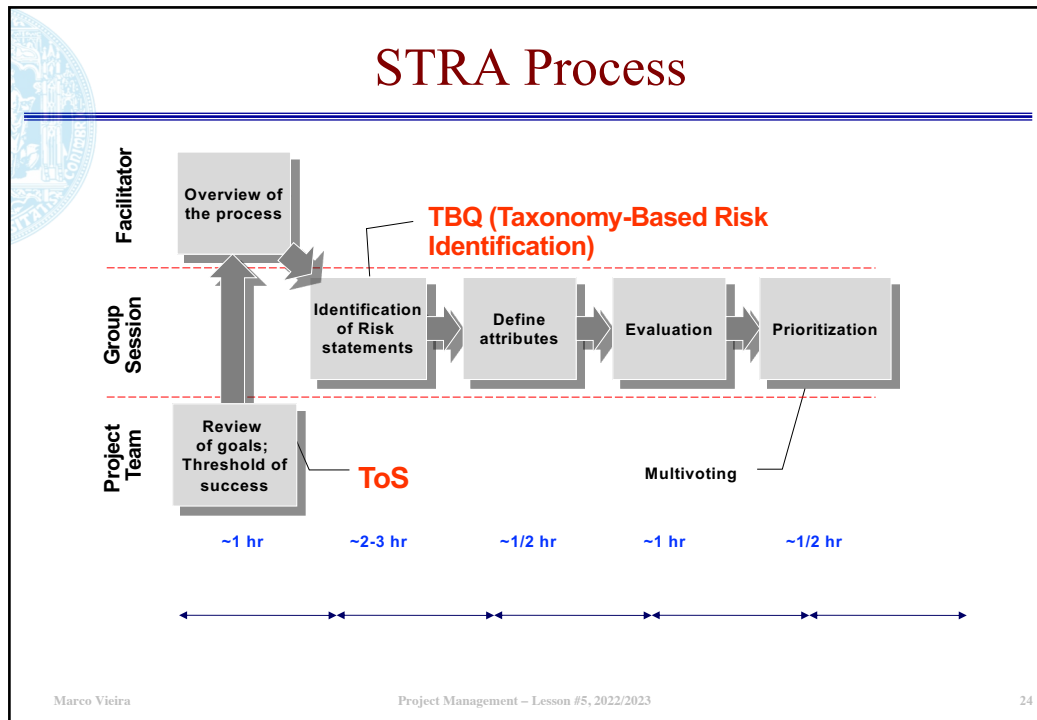 STRA Process
Facilitator
Overview of
the process
TBQ (Taxonomy-Based Risk
Identification)
Group
Session
Identification
of Risk
statements
Define
attributes
Evaluation
Prioritization
Project
Team
Review
of goals;
Threshold of
success
ToS
Multivoting
~1 hr
~2-3 hr
~1/2 hr
~1 hr
~1/2 hr
Marco Vieira
Project Management – Lesson #5, 2022/2023
24